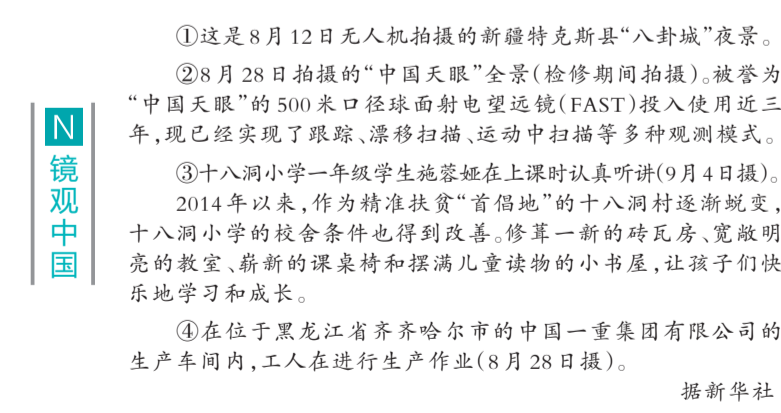 N
镜观中国
①这是8月12日无人机拍摄的新疆特克斯县“八卦城”夜景。
②8月28日拍摄的“中国天眼”全景(检修期间拍摄)。被誉为
“中国天眼”的500米口径球面射电望远镜(FAST)投入使用近三
年,现已经实现了跟踪、漂移扫描、运动中扫描等多种观测模式。
③十八洞小学一年级学生施蓉娅在上课时认真听讲(9月4日摄)。
2014年以来,作为精准扶贫“首倡地”的十八洞村逐渐蜕变,
十八洞小学的校舍条件也得到改善。修葺一新的砖瓦房、宽敞明
亮的教室、崭新的课桌椅和摆满儿童读物的小书屋,让孩子们快
乐地学习和成长。
④在位于黑龙江省齐齐哈尔市的中国一重集团有限公司的
生产车间内,工人在进行生产作业(8月28日摄)。
据新华社